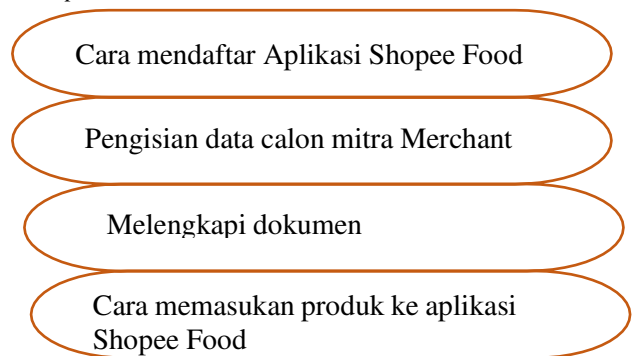 Cara mendaftar Aplikasi Shopee Food
Pengisian data calon mitra Merchant
Melengkapi dokumen
Cara memasukan produk ke aplikasi
Shopee Food